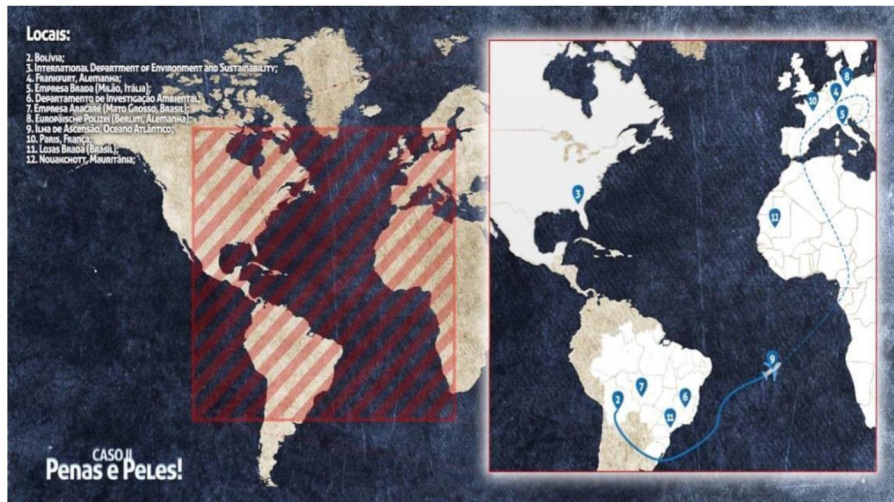 Locais:
2. Bolívia;
3. International Department of Environment and Sustainability;
4. Frankfurt, Alemanha;
5. Empresa Brada (Milão, Itália);
6. Departamento de Investigação Ambiental;
7. Empresa Aracaré (Mato Grosso, Brasil);
8. Europäische Polizei (Berlim, Alemanha);
9. Ilha de Ascensão, Oceano Atlântico;
10. Paris, França;
11. Lojas Brada (Brasil);
12. Nouakchott, Mauritânia;
8
4
10
5
3
12
9
7
2
6
11
CASO II
Penas e Peles!